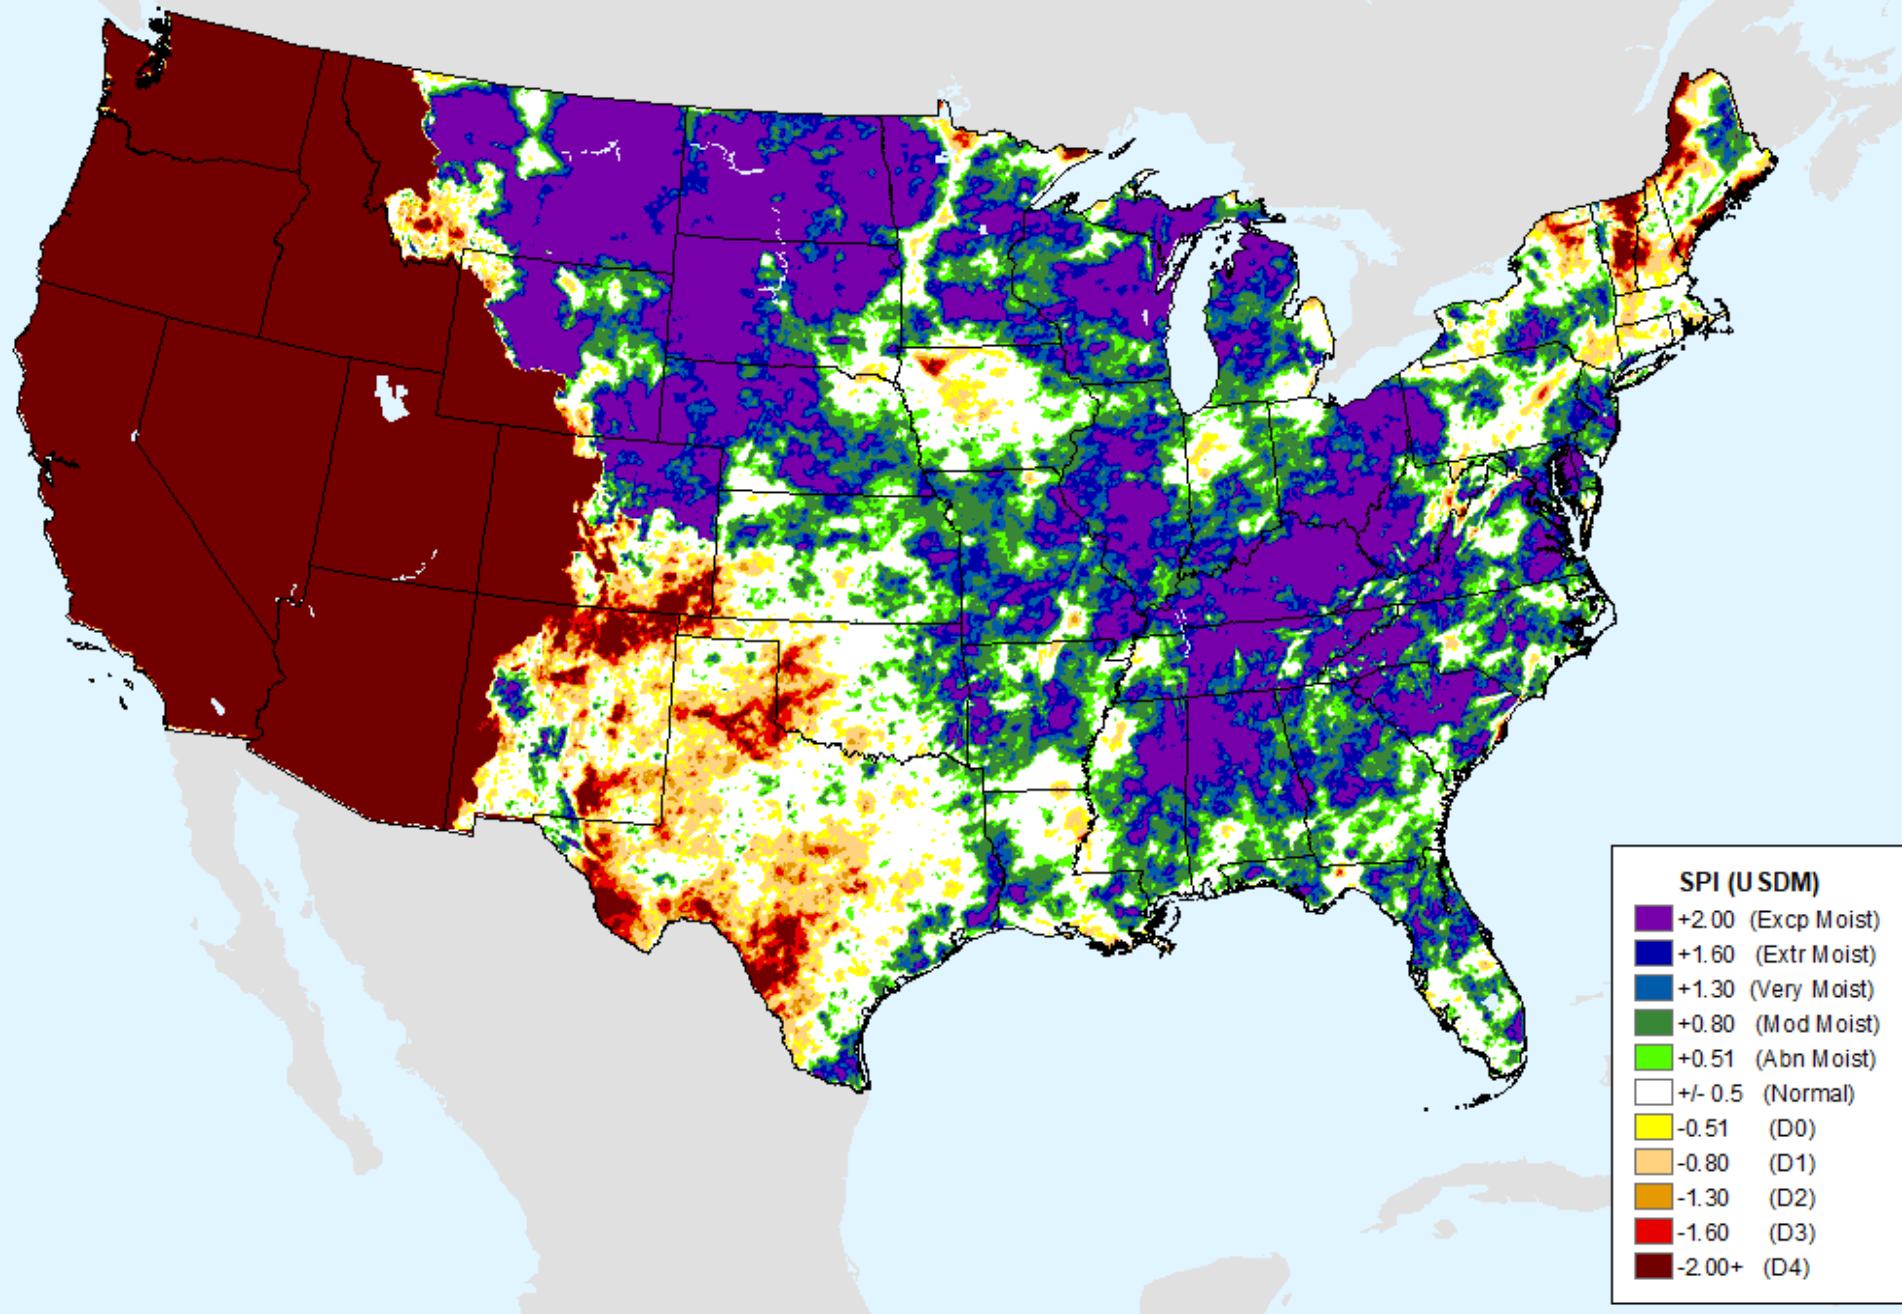 SPI (USDM)
+2.00 (Excp Moist)
+1.60 (Extr Moist)
+1.30 (Very Moist)
+0.80 (Mod Moist)
+0.51 (Abn Moist)
+/- 0.5 (Normal)
-0.51 (D0)
-0.80 (D1)
-1.30 (D2)
-1.60 (D3)
-2.00+ (D4)